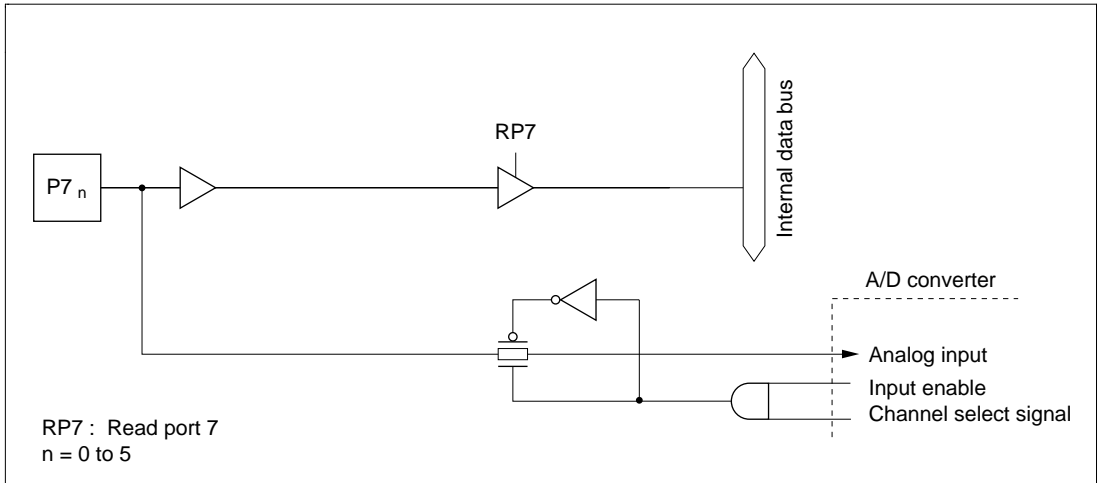 RP7
P7 n
Internal data bus
A/D converter
Analog input
Input enable
Channel select signal
RP7 : Read port 7
n = 0 to 5